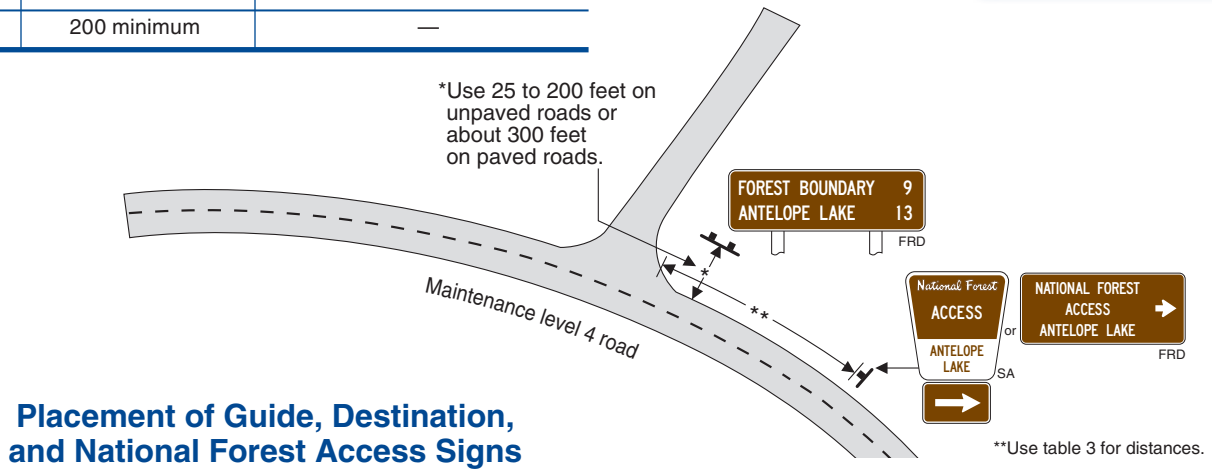 200 minimum —
*Use 25 to 200 feet on
unpaved roads or
about 300 feet
on paved roads.
FOREST BOUNDARY 9
ANTELOPE LAKE 13
FRD
*
**
Maintenance level 4 road
National Forest
ACCESS
ANTELOPE
LAKE
SA
or
NATIONAL FOREST
ACCESS
ANTELOPE LAKE
FRD
Placement of Guide, Destination,
and National Forest Access Signs
**Use table 3 for distances.